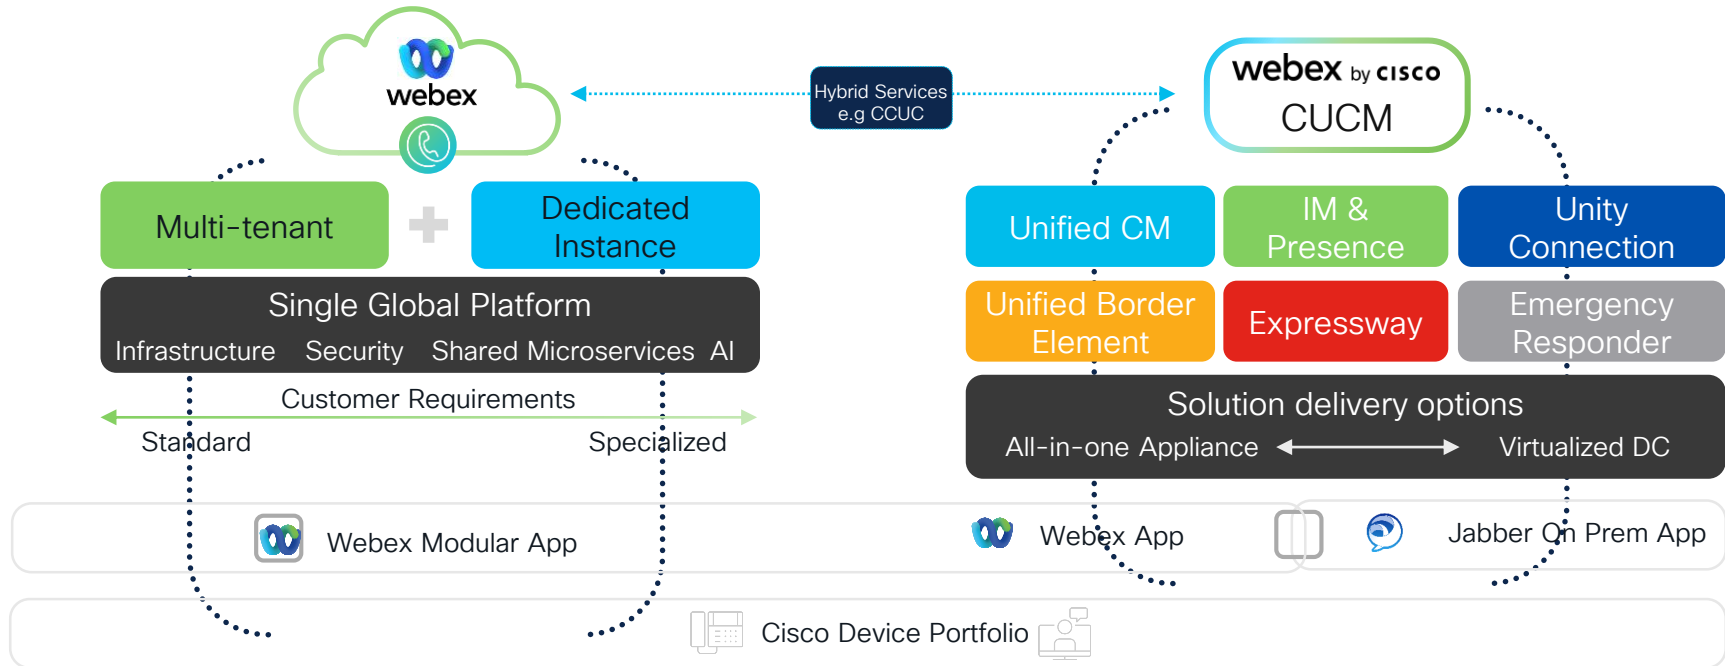 webex
Hybrid Services
e.g CCUC
webex by CISCO
CUCM
Multi-tenant
Dedicated
Instance
Unified CM
IM &
Presence
Unity
Connection
Single Global Platform
Infrastructure Security Shared Microservices AI
Unified Border
Element
Expressway
Emergency
Responder
Customer Requirements
Standard
Specialized
Solution delivery options
All-in-one Appliance
Virtualized DC
Webex Modular App
Webex App
Jabber On Prem App
Cisco Device Portfolio